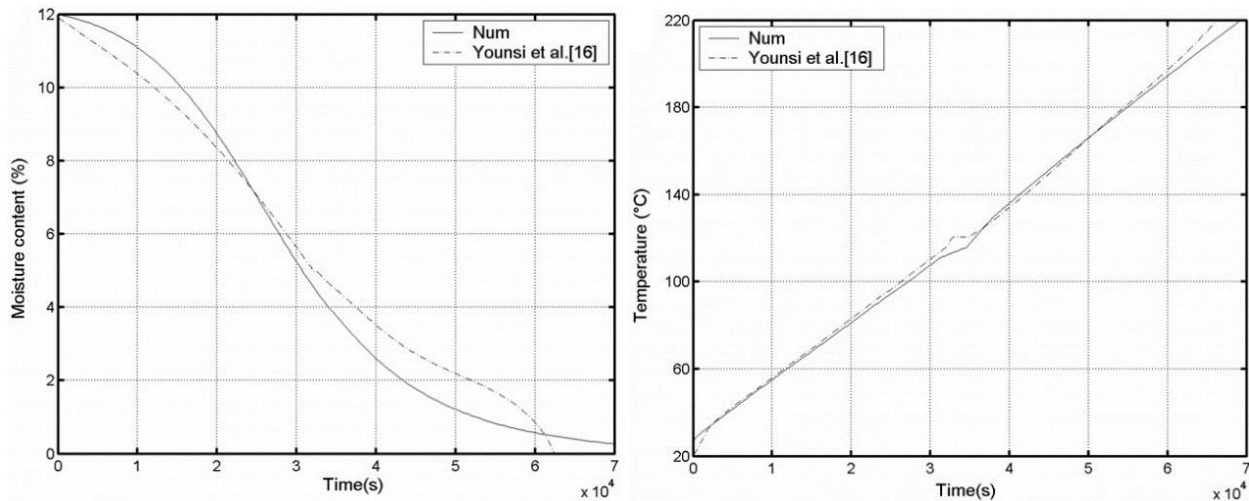 12
10
8
6
4
2
0
Moisture content (%)
Num
Younsi et al.[16]
0 1 2 3 4 5 6 7
Time(s)
x 10⁴
220
180
140
100
60
20
Temperature (°C)
Num
Younsi et al.[16]
0 1 2 3 4 5 6 7
Time(s)
x 10⁴